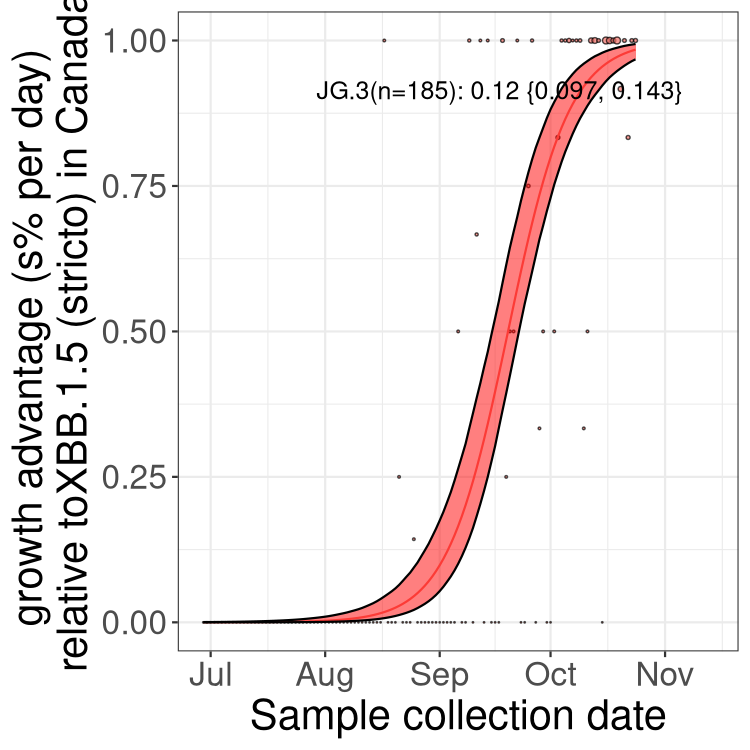 growth advantage (s% per day)
relative toXBB.1.5 (stricto) in Canada
1.00
0.75
0.50
0.25
0.00
JG.3(n=185): 0.12 {0.097, 0.143}
Jul Aug Sep Oct Nov
Sample collection date